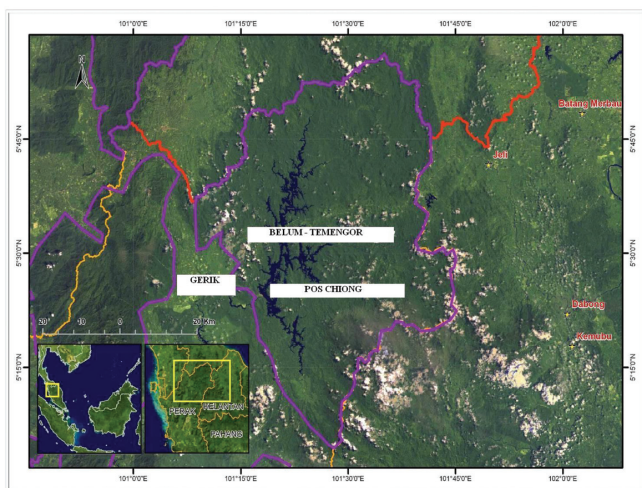 101°0'0"E 101°15'0"E 101°30'0"E 101°45'0"E 102°0'0"E
N
Batang Merbau
5°45'0"N 5°45'0"N
Jeli
BELUM - TEMENGOR
5°30'0"N 5°30'0"N
GERIK
POS CHIONG
Dabong
20 10 0 20 Km
Kemubu
5°15'0"N 5°15'0"N
PERAK
KELANTAN
PAHANG
101°0'0"E 101°15'0"E 101°30'0"E 101°45'0"E 102°0'0"E